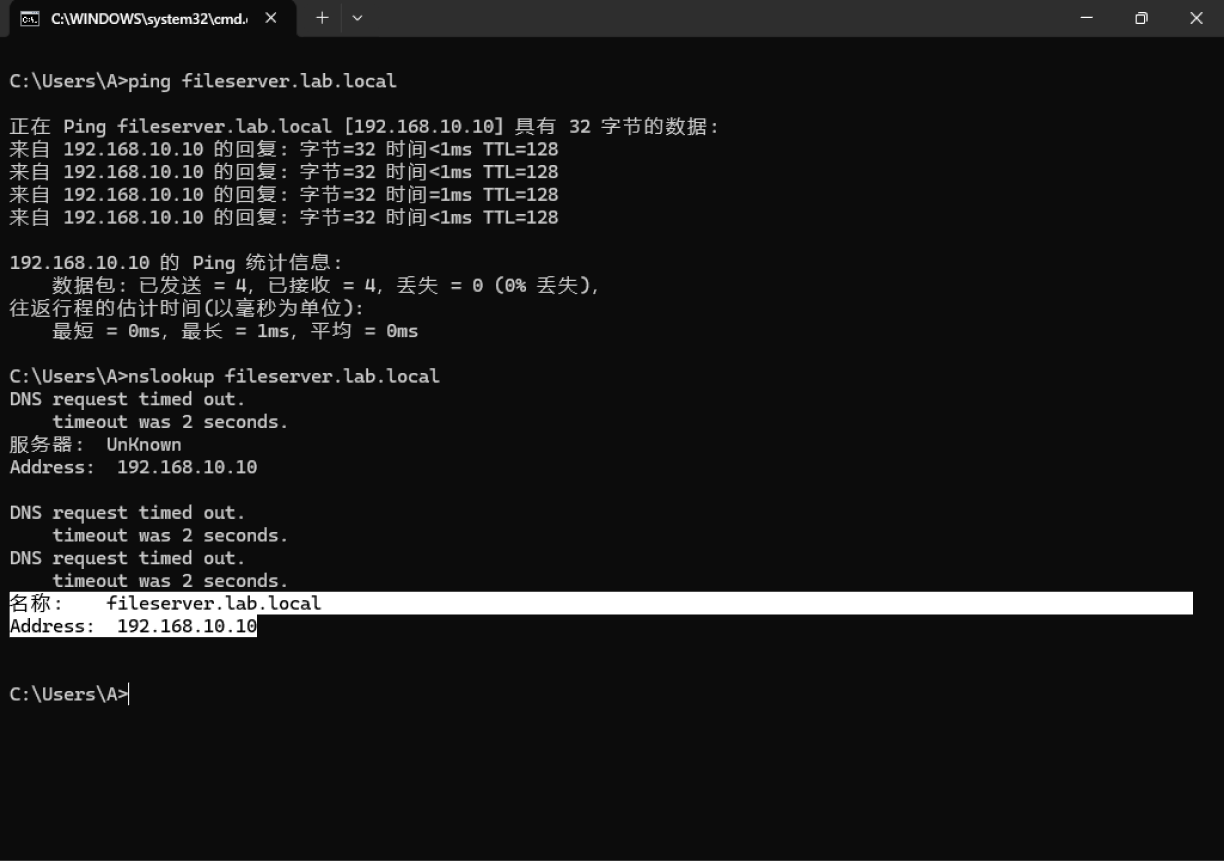 C:\WINDOWS\system32\cmd.
C:\Users\A>ping fileserver.lab.local
正在 Ping fileserver.lab.local [192.168.10.10] 具有 32 字节的数据:
来自 192.168.10.10 的回复: 字节=32 时间<1ms TTL=128
来自 192.168.10.10 的回复: 字节=32 时间<1ms TTL=128
来自 192.168.10.10 的回复: 字节=32 时间=1ms TTL=128
来自 192.168.10.10 的回复: 字节=32 时间<1ms TTL=128
192.168.10.10 的 Ping 统计信息:
    数据包: 已发送 = 4, 已接收 = 4, 丢失 = 0 (0% 丢失),
往返行程的估计时间(以毫秒为单位):
    最短 = 0ms, 最长 = 1ms, 平均 = 0ms
C:\Users\A>nslookup fileserver.lab.local
DNS request timed out.
    timeout was 2 seconds.
服务器:  UnKnown
Address:  192.168.10.10
DNS request timed out.
    timeout was 2 seconds.
DNS request timed out.
    timeout was 2 seconds.
名称:    fileserver.lab.local
Address:  192.168.10.10
C:\Users\A>